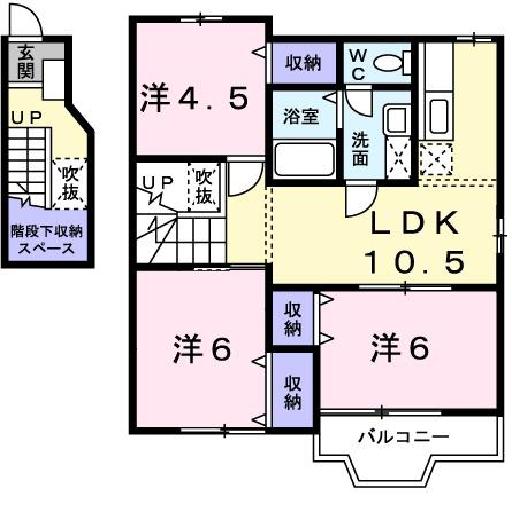 玄
関
UP
吹
抜
階段下収納
スペース
洋4.5
収納
WC
浴室
洗
面
UP
吹
抜
LDK
10.5
洋6
収
納
収
納
洋6
バルコニー